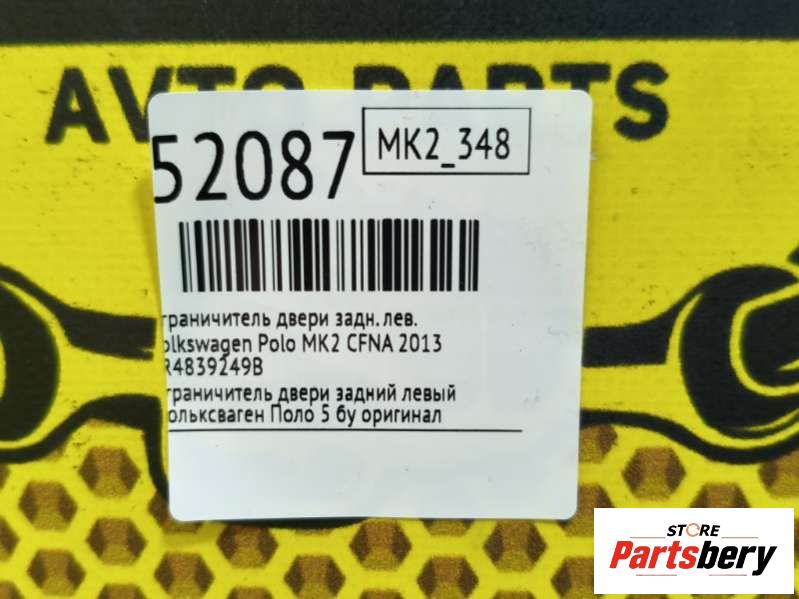 AVTO PARTS
52087
MK2_348
граничитель двери задн. лев.
olkswagen Polo MK2 CFNA 2013
R4839249B
граничитель двери задний левый
ольксваген Поло 5 бу оригинал
STORE
Partsbery